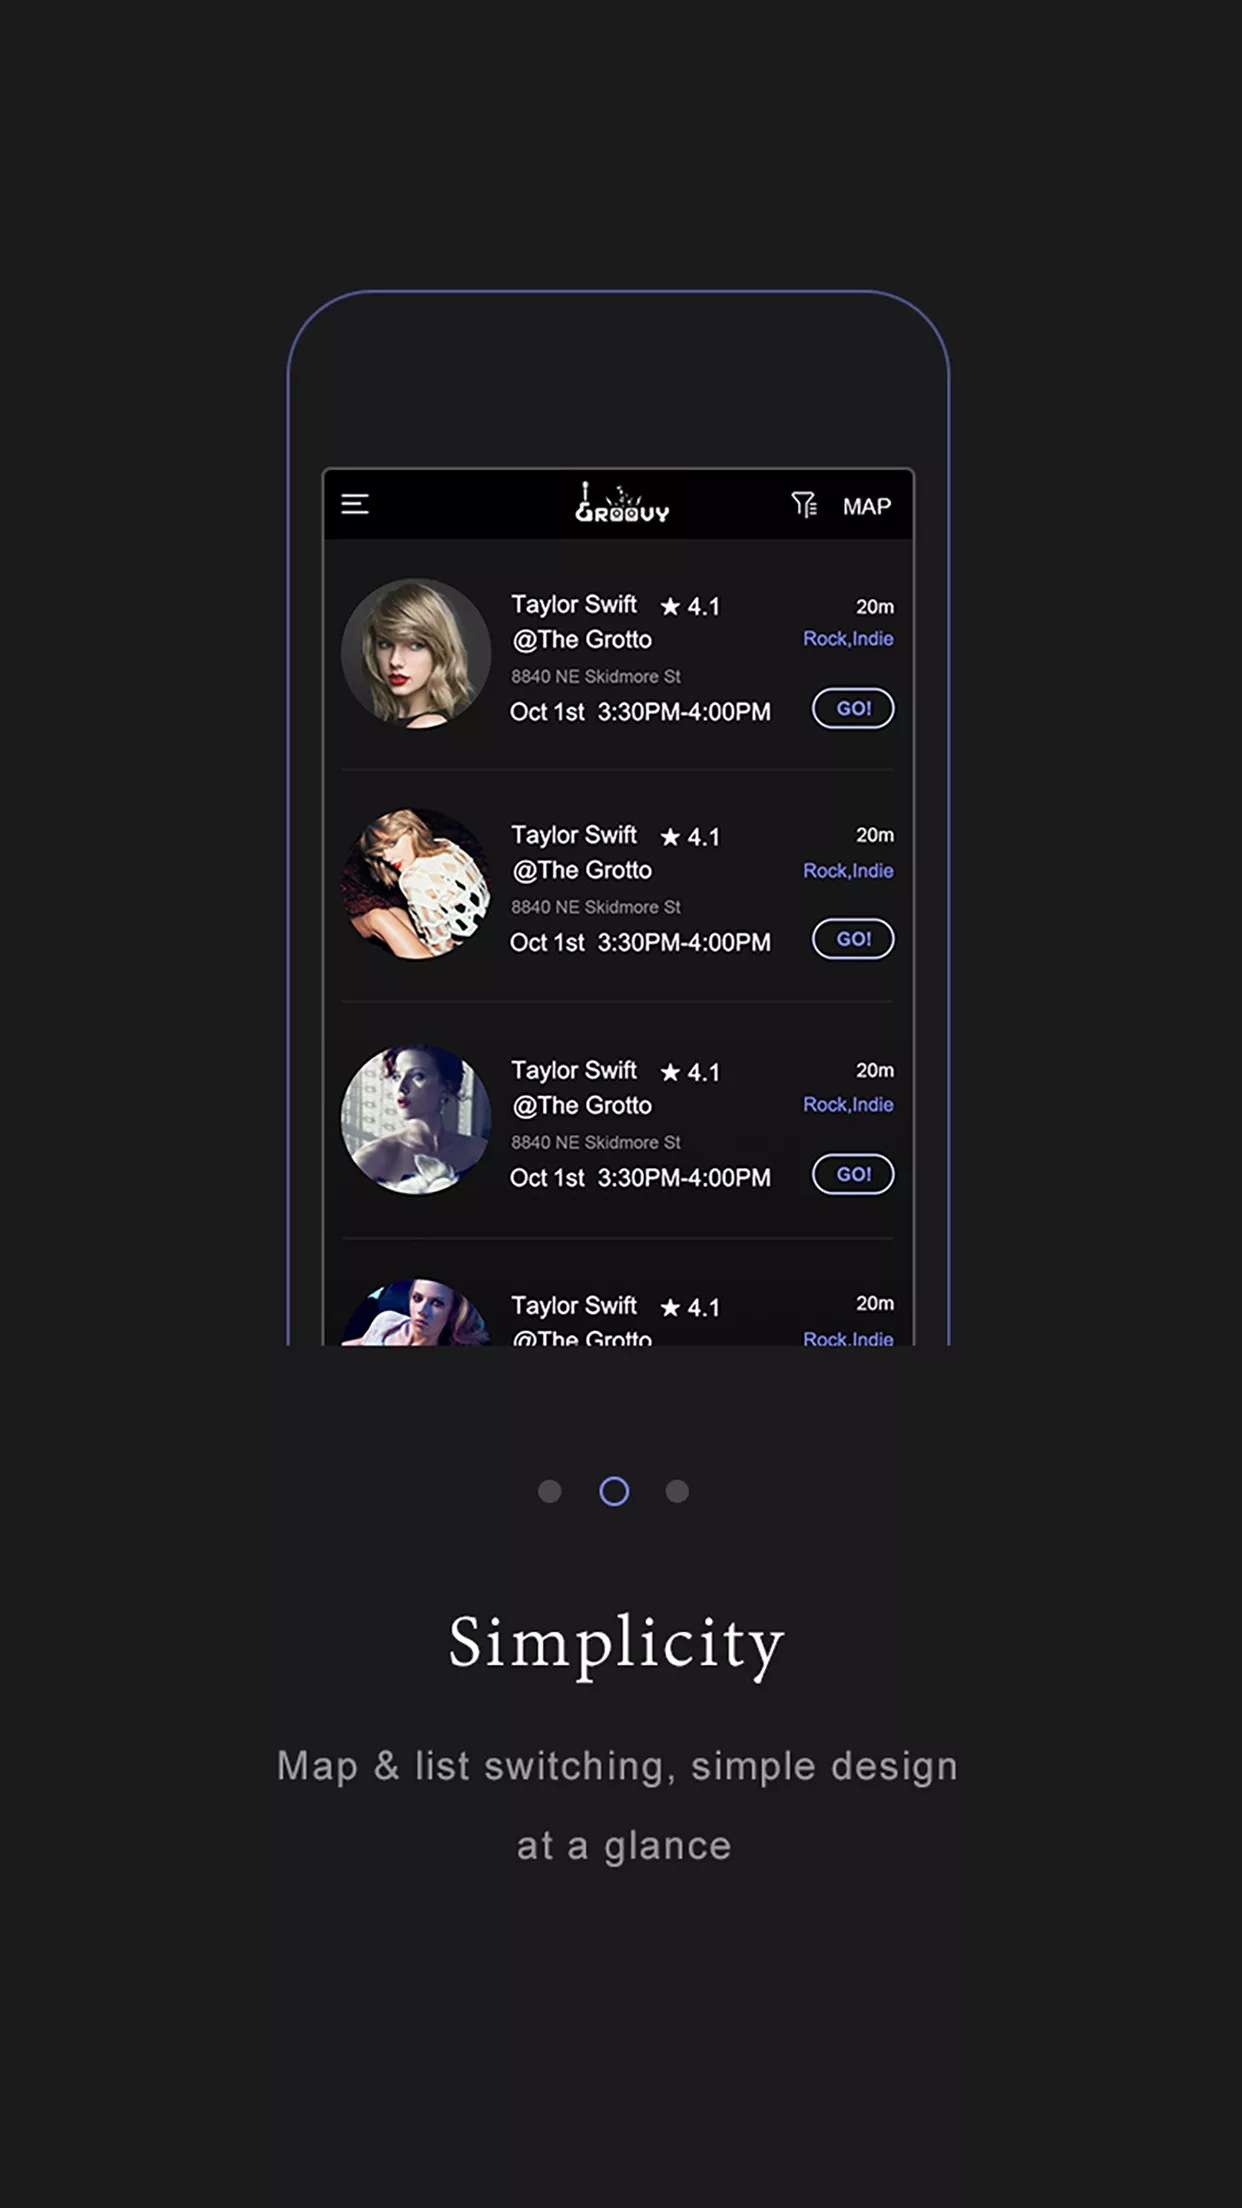 GROOVY
MAP
Taylor Swift ★ 4.1 20m
@The Grotto Rock,Indie
8840 NE Skidmore St
Oct 1st 3:30PM-4:00PM GO!
Taylor Swift ★ 4.1 20m
@The Grotto Rock,Indie
8840 NE Skidmore St
Oct 1st 3:30PM-4:00PM GO!
Taylor Swift ★ 4.1 20m
@The Grotto Rock,Indie
8840 NE Skidmore St
Oct 1st 3:30PM-4:00PM GO!
Taylor Swift ★ 4.1 20m
@The Grotto Rock,Indie
Simplicity
Map & list switching, simple design
at a glance